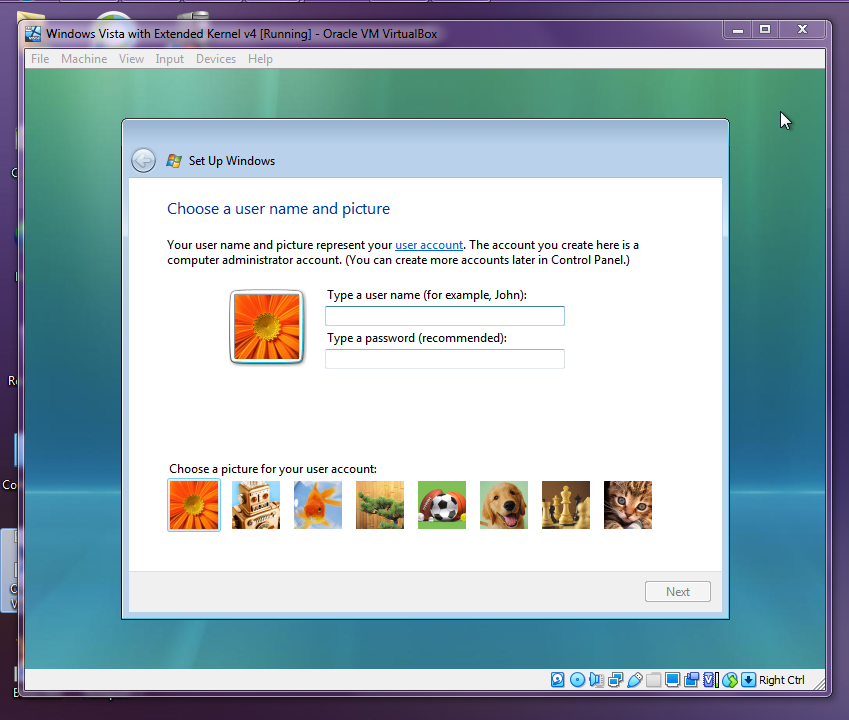 Windows Vista with Extended Kernel v4 [Running] - Oracle VM VirtualBox
File Machine View Input Devices Help
Set Up Windows
Choose a user name and picture
Your user name and picture represent your user account. The account you create here is a
computer administrator account. (You can create more accounts later in Control Panel.)
Type a user name (for example, John):
Type a password (recommended):
Choose a picture for your user account:
Next
Right Ctrl